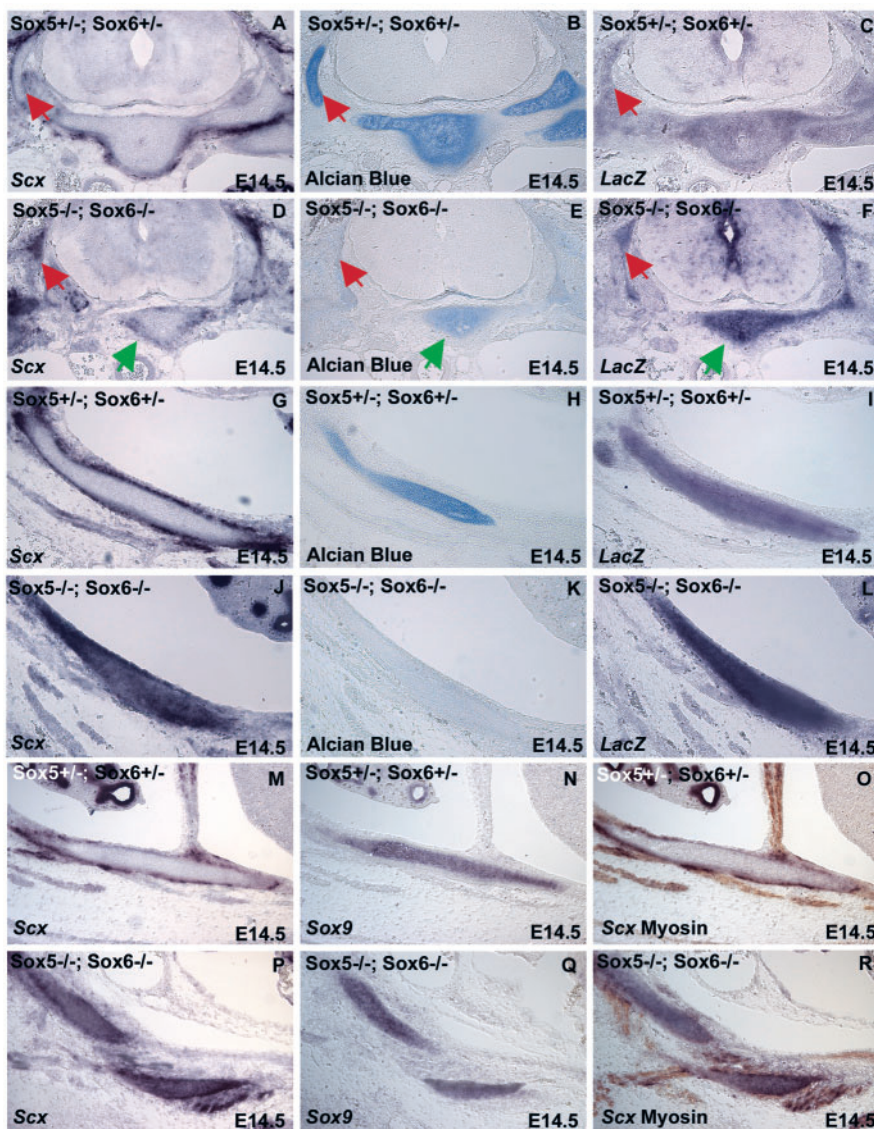 Sox5+/-; Sox6+/- A
Scx E14.5
Sox5+/-; Sox6+/- B
Alcian Blue E14.5
Sox5+/-; Sox6+/- C
LacZ E14.5
Sox5-/-; Sox6-/- D
Scx E14.5
Sox5-/-; Sox6-/- E
Alcian Blue E14.5
Sox5-/-; Sox6-/- F
LacZ E14.5
Sox5+/-; Sox6+/- G
Scx E14.5
Sox5+/-; Sox6+/- H
Alcian Blue E14.5
Sox5+/-; Sox6+/- I
LacZ E14.5
Sox5-/-; Sox6-/- J
Scx E14.5
Sox5-/-; Sox6-/- K
Alcian Blue E14.5
Sox5-/-; Sox6-/- L
LacZ E14.5
Sox5+/-; Sox6+/- M
Scx E14.5
Sox5+/-; Sox6+/- N
Sox9 E14.5
Sox5+/-; Sox6+/- O
Scx Myosin E14.5
Sox5-/-; Sox6-/- P
Scx E14.5
Sox5-/-; Sox6-/- Q
Sox9 E14.5
Sox5-/-; Sox6-/- R
Scx Myosin E14.5